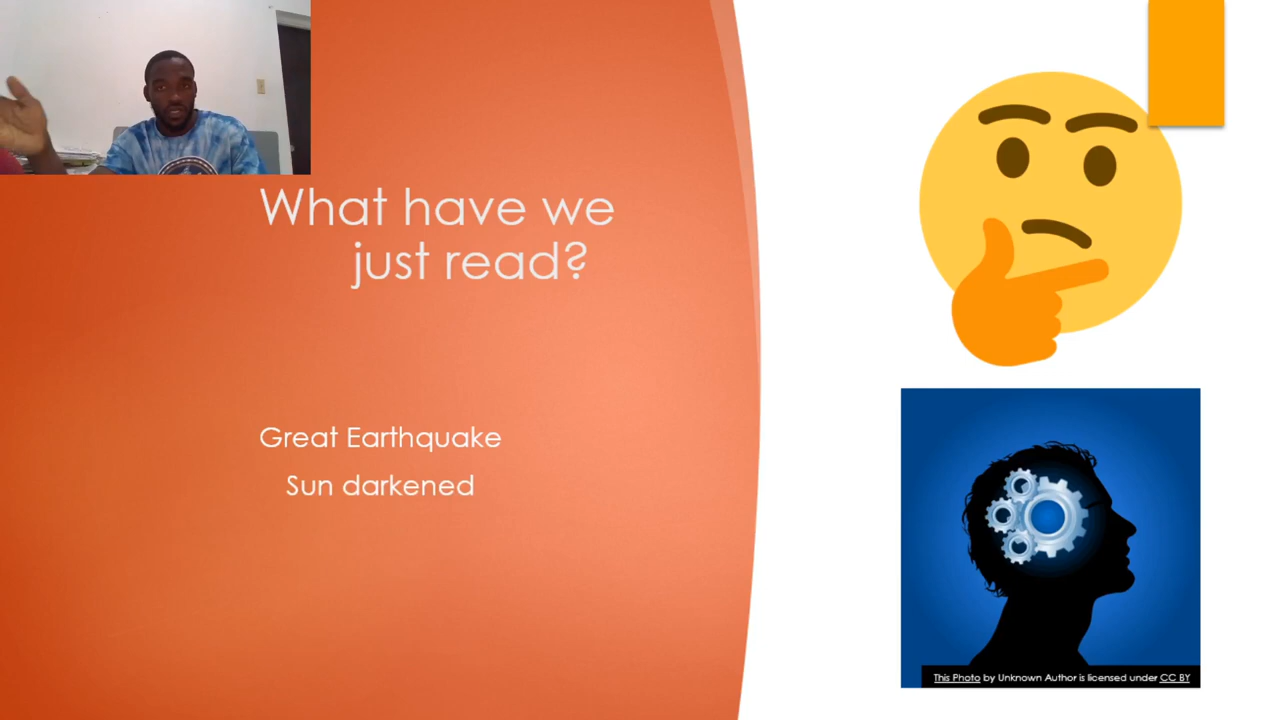 What have we
just read?
Great Earthquake
Sun darkened
This Photo by Unknown Author is licensed under CC BY